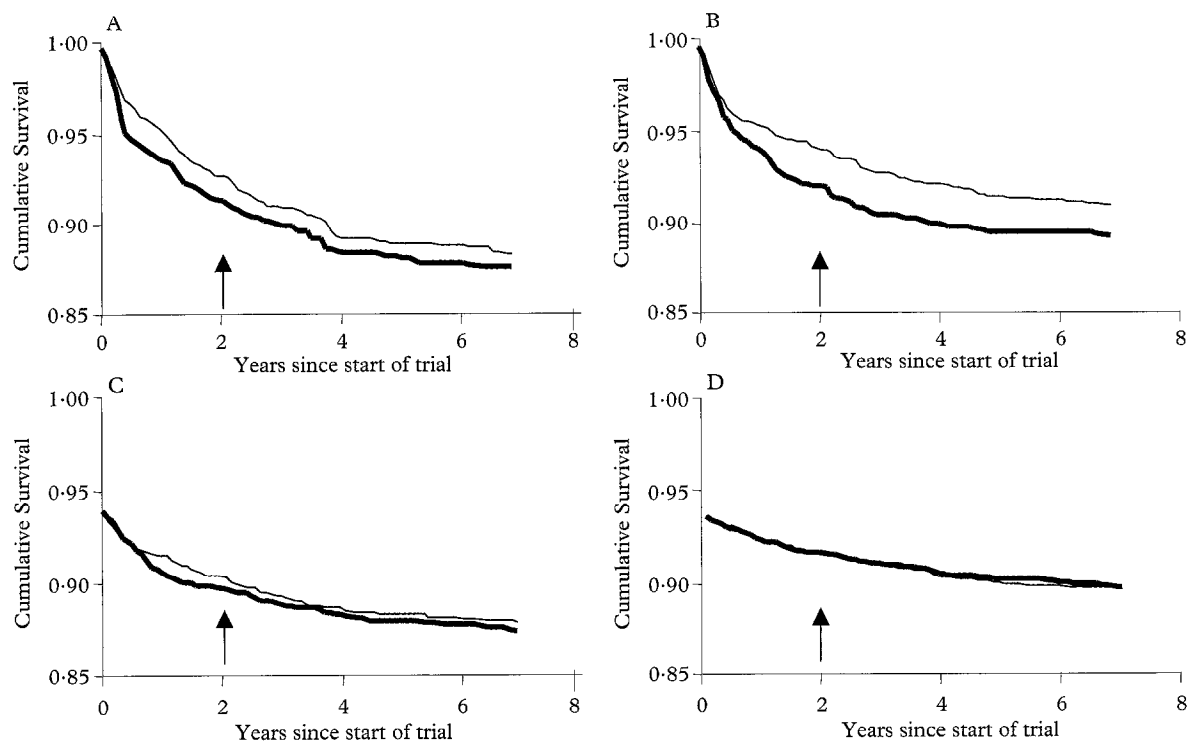 A
1·00
0·95
0·90
0·85
Cumulative Survival
0 2 4 6 8
Years since start of trial
B
1·00
0·95
0·90
0·85
Cumulative Survival
0 2 4 6 8
Years since start of trial
C
1·00
0·95
0·90
0·85
Cumulative Survival
0 2 4 6 8
Years since start of trial
D
1·00
0·95
0·90
0·85
Cumulative Survival
0 2 4 6 8
Years since start of trial